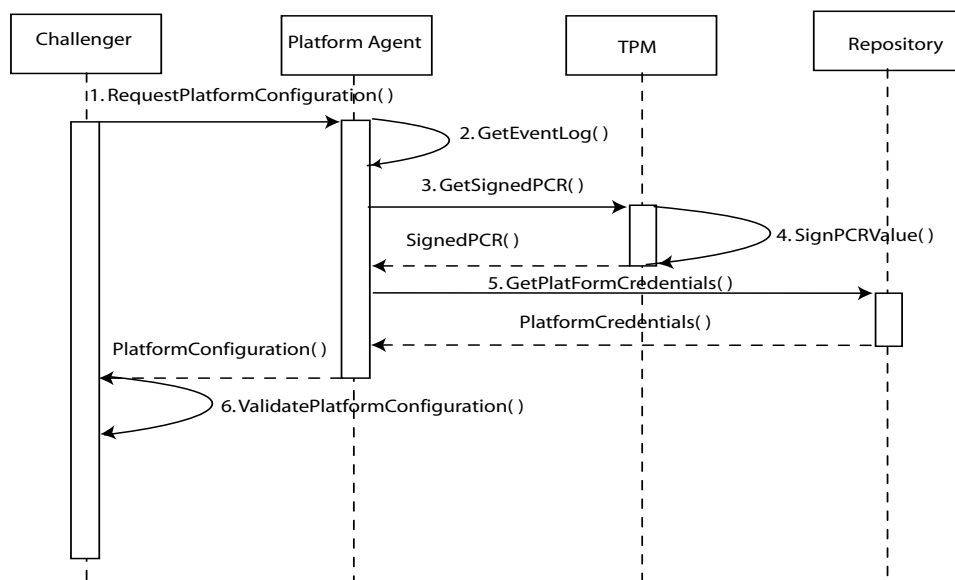 Challenger
Platform Agent
TPM
Repository
1. RequestPlatformConfiguration( )
2. GetEventLog( )
3. GetSignedPCR( )
4. SignPCRValue( )
SignedPCR( )
5. GetPlatFormCredentials( )
PlatformCredentials( )
PlatformConfiguration( )
6. ValidatePlatformConfiguration( )